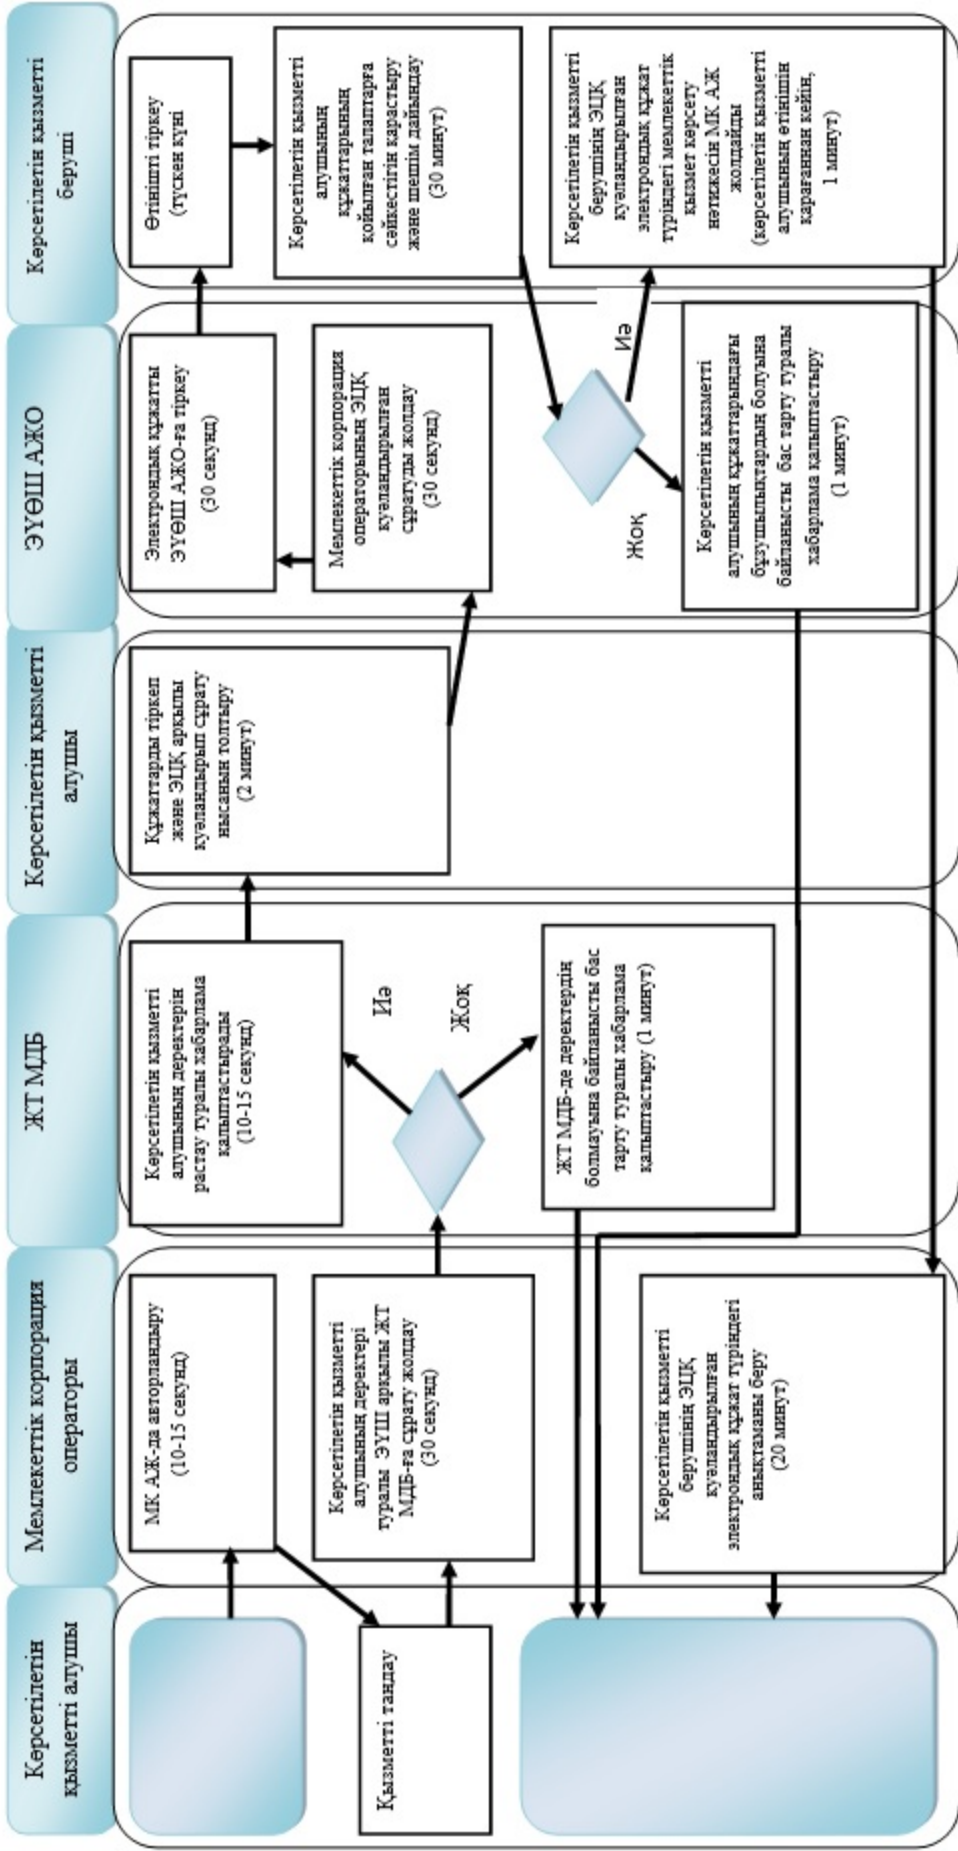 Көрсетілетін
қызметті алушы
Мемлекеттік корпорация
операторы
ЖТ МДБ
Көрсетілетін қызметті
алушы
ЭҮӨШ АЖО
Көрсетілетін қызметті
беруші
Қызметті таңдау
МК АЖ-да авторландыру
(10-15 секунд)
Көрсетілетін қызметті
алушының деректері
туралы ЭҮШ арқылы ЖТ
МДБ-ға сұрату жолдау
(30 секунд)
Көрсетілетін қызметті
берушінің ЭЦҚ
куәландырылған
электрондық құжат түріндегі
анықтаманы беру
(20 минут)
Көрсетілетін қызметті
алушының деректерін
растау туралы хабарлама
қалыптастырады
(10-15 секунд)
Иә
Жоқ
ЖТ МДБ-де деректердің
болмауына байланысты бас
тарту туралы хабарлама
қалыптастыру (1 минут)
Құжаттарды тіркеп
және ЭЦҚ арқылы
куәландырып сұрату
нысанын толтыру
(2 минут)
Электрондық құжатты
ЭҮӨШ АЖО-ға тіркеу
(30 секунд)
Мемлекеттік корпорация
операторының ЭЦҚ
куәландырылған
сұратуды жолдау
(30 секунд)
Жоқ
Иә
Көрсетілетін қызметті
алушының құжаттарындағы
бұзушылықтардың болуына
байланысты бас тарту туралы
хабарлама қалыптастыру
(1 минут)
Өтінішті тіркеу
(түскен күні)
Көрсетілетін қызметті
алушының
құжаттарының
қойылған талаптарға
сәйкестігін қарастыру
және шешім дайындау
(30 минут)
Көрсетілетін қызметті
берушінің ЭЦҚ
куәландырылған
электрондық құжат
түріндегі мемлекеттік
қызмет көрсету
нәтижесін МК АЖ
жолдайды
(көрсетілетін қызметті
алушының өтінішін
қарағаннан кейін,
1 минут)